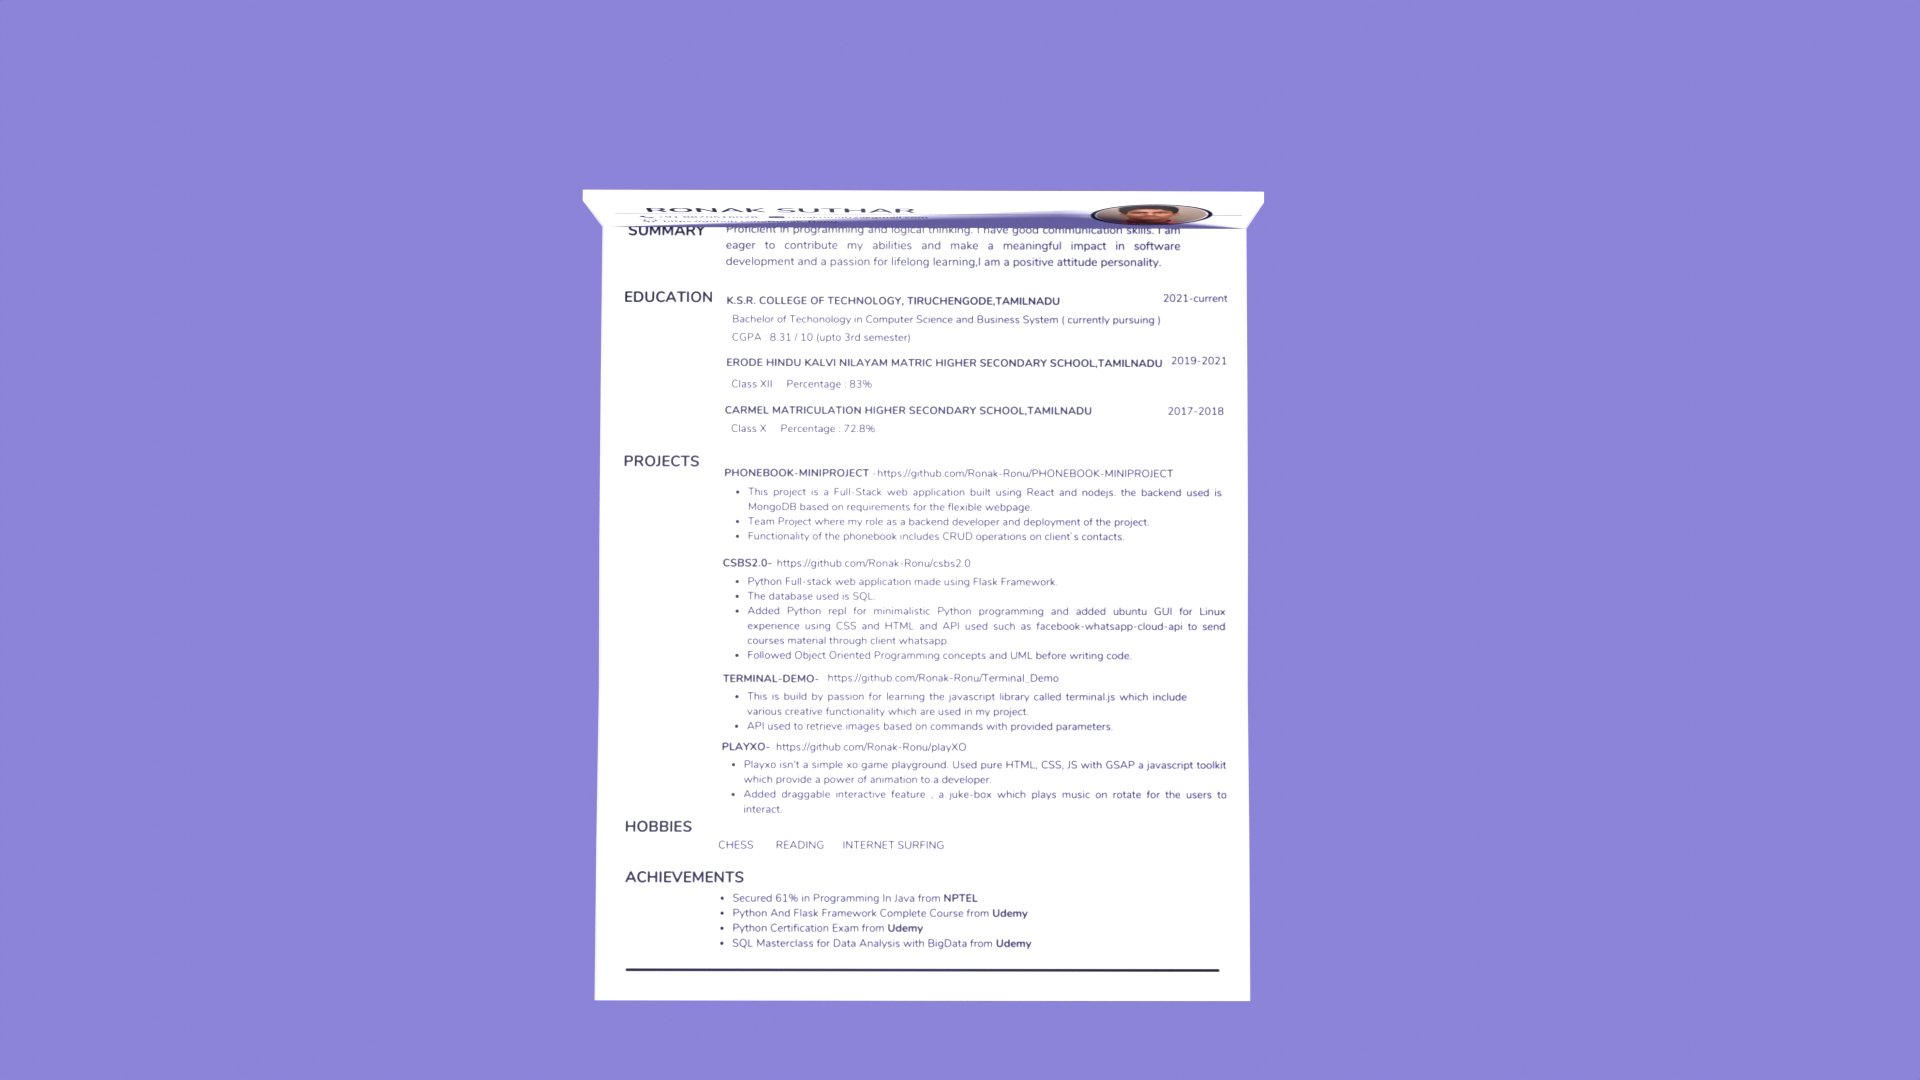 RONAK SUTHAR
SUMMARY
Proficient in programming and logical thinking. I have good communication skills. I am
eager to contribute my abilities and make a meaningful impact in software
development and a passion for lifelong learning,I am a positive attitude personality.
EDUCATION
K.S.R. COLLEGE OF TECHNOLOGY, TIRUCHENGODE,TAMILNADU 2021-current
Bachelor of Techonology in Computer Science and Business System ( currently pursuing )
CGPA : 8.31 / 10 (upto 3rd semester)
ERODE HINDU KALVI NILAYAM MATRIC HIGHER SECONDARY SCHOOL,TAMILNADU 2019-2021
Class XII Percentage : 83%
CARMEL MATRICULATION HIGHER SECONDARY SCHOOL,TAMILNADU 2017-2018
Class X Percentage : 72.8%
PROJECTS
PHONEBOOK-MINIPROJECT - https://github.com/Ronak-Ronu/PHONEBOOK-MINIPROJECT
• This project is a Full-Stack web application built using React and nodejs. the backend used is
MongoDB based on requirements for the flexible webpage.
• Team Project where my role as a backend developer and deployment of the project.
• Functionality of the phonebook includes CRUD operations on client's contacts.
CSBS2.0- https://github.com/Ronak-Ronu/csbs2.0
• Python Full-stack web application made using Flask Framework.
• The database used is SQL.
• Added Python repl for minimalistic Python programming and added ubuntu GUI for Linux
experience using CSS and HTML and API used such as facebook-whatsapp-cloud-api to send
courses material through client whatsapp.
• Followed Object Oriented Programming concepts and UML before writing code.
TERMINAL-DEMO- https://github.com/Ronak-Ronu/Terminal_Demo
• This is build by passion for learning the javascript library called terminal.js which include
various creative functionality which are used in my project.
• API used to retrieve images based on commands with provided parameters.
PLAYXO- https://github.com/Ronak-Ronu/playXO
• Playxo isn't a simple xo game playground. Used pure HTML, CSS, JS with GSAP a javascript toolkit
which provide a power of animation to a developer.
• Added draggable interactive feature , a juke-box which plays music on rotate for the users to
interact.
HOBBIES
CHESS READING INTERNET SURFING
ACHIEVEMENTS
• Secured 61% in Programming In Java from NPTEL
• Python And Flask Framework Complete Course from Udemy
• Python Certification Exam from Udemy
• SQL Masterclass for Data Analysis with BigData from Udemy